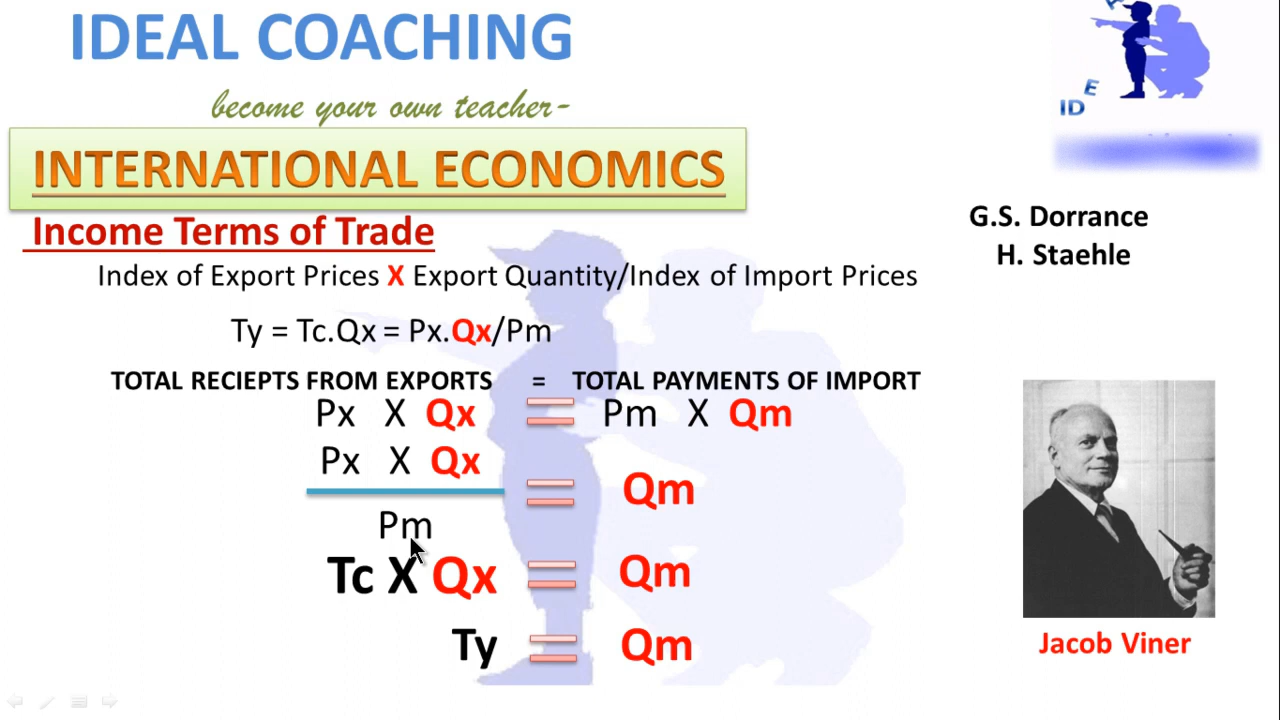 IDEAL COACHING
become your own teacher-
INTERNATIONAL ECONOMICS
Income Terms of Trade
Index of Export Prices X Export Quantity/Index of Import Prices
Ty = Tc.Qx = Px.Qx/Pm
TOTAL RECIEPTS FROM EXPORTS = TOTAL PAYMENTS OF IMPORT
Px X Qx = Pm X Qm
Px X Qx
= Qm
Pm
Tc X Qx = Qm
Ty = Qm
ID E
G.S. Dorrance
H. Staehle
Jacob Viner